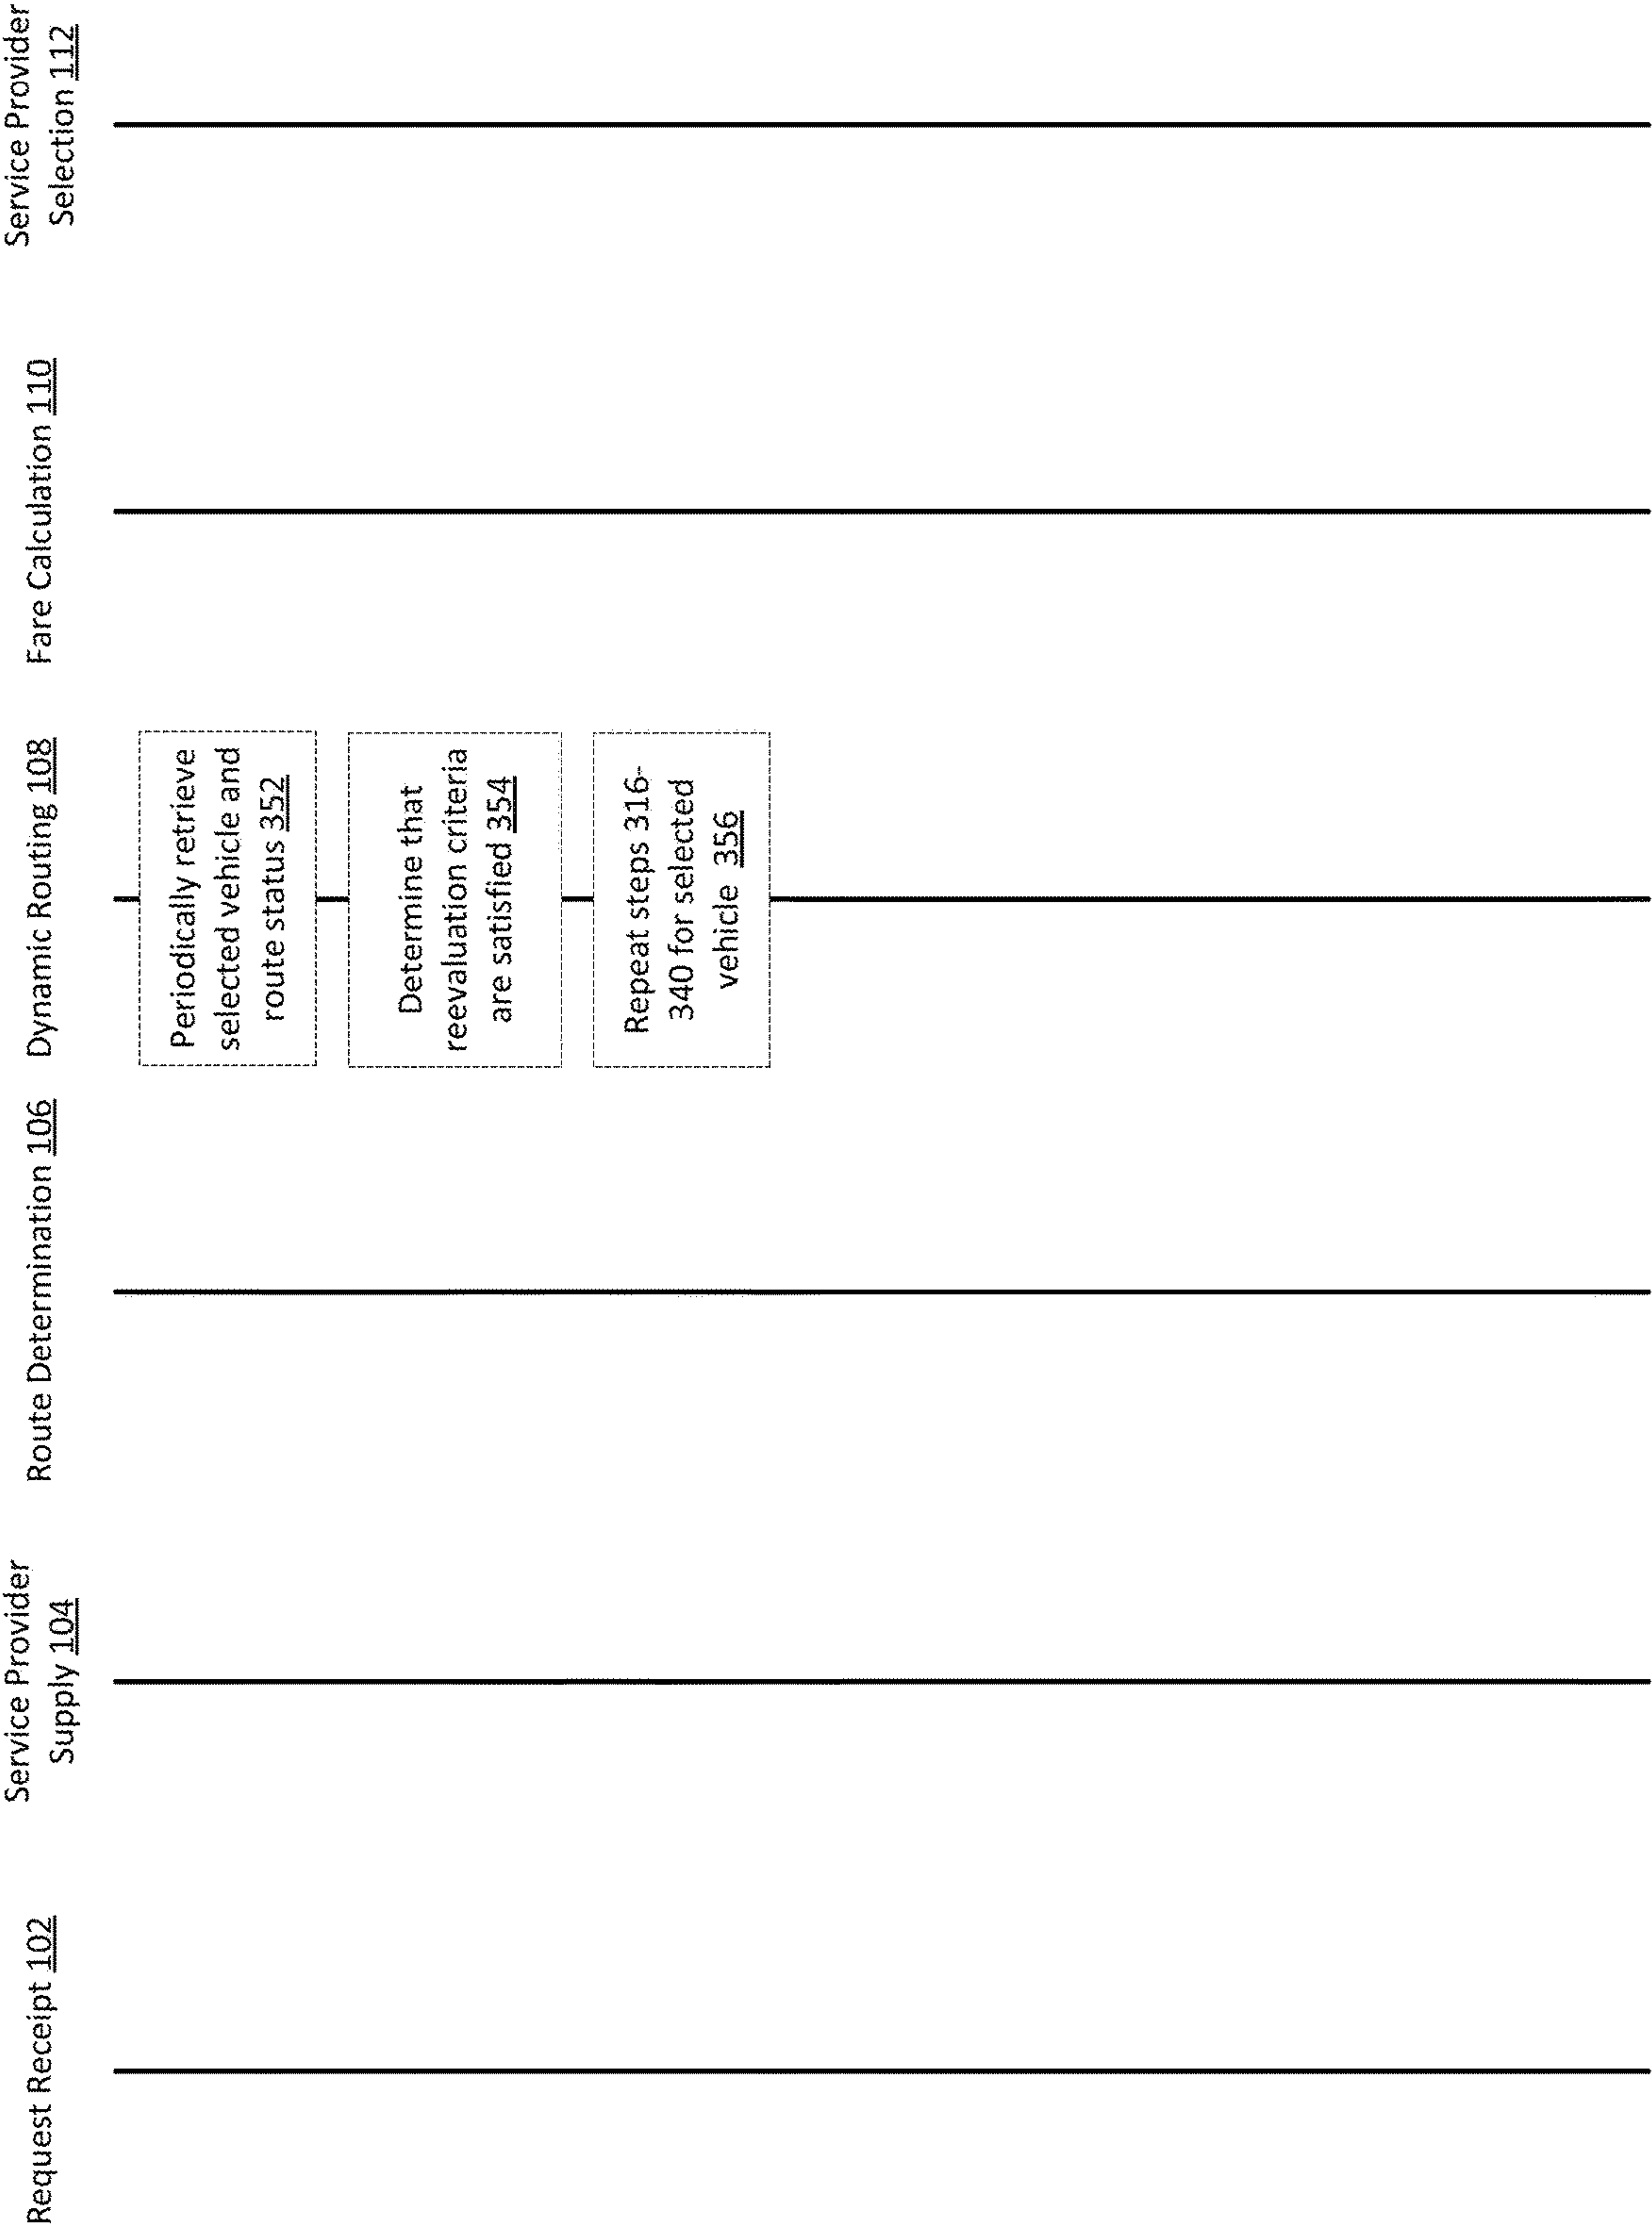 Request Receipt 102
Service Provider
Supply 104
Route Determination 106
Dynamic Routing 108
Fare Calculation 110
Service Provider
Selection 112
Periodically retrieve
selected vehicle and
route status 352
Determine that
reevaluation criteria
are satisfied 354
Repeat steps 316-
340 for selected
vehicle 356